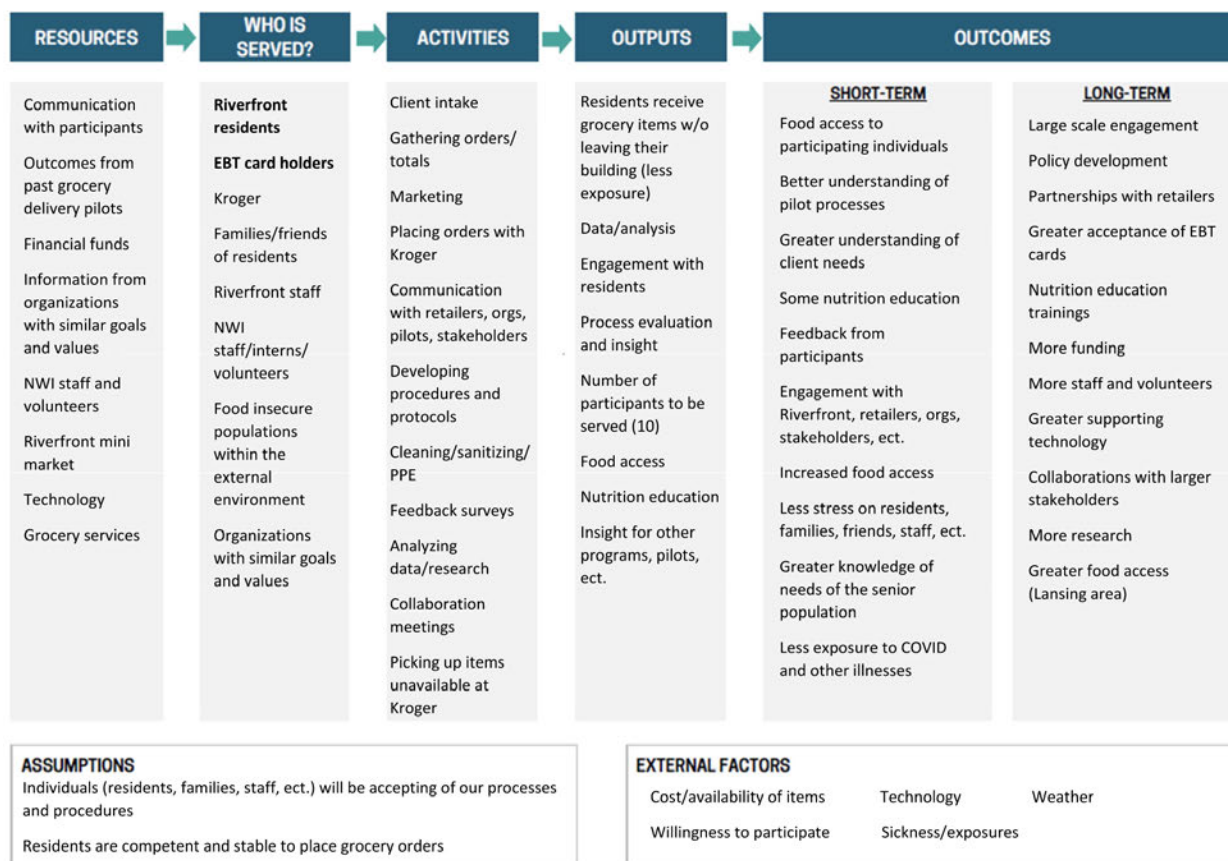 RESOURCES
WHO IS
SERVED?
ACTIVITIES
OUTPUTS
OUTCOMES
Communication
with participants
Outcomes from
past grocery
delivery pilots
Financial funds
Information from
organizations
with similar goals
and values
NWI staff and
volunteers
Riverfront mini
market
Technology
Grocery services
Riverfront
residents
EBT card holders
Kroger
Families/friends
of residents
Riverfront staff
NWI
staff/interns/
volunteers
Food insecure
populations
within the
external
environment
Organizations
with similar goals
and values
Client intake
Gathering orders/
totals
Marketing
Placing orders with
Kroger
Communication
with retailers, orgs,
pilots, stakeholders
Developing
procedures and
protocols
Cleaning/sanitizing/
PPE
Feedback surveys
Analyzing
data/research
Collaboration
meetings
Picking up items
unavailable at
Kroger
Residents receive
grocery items w/o
leaving their
building (less
exposure)
Data/analysis
Engagement with
residents
Process evaluation
and insight
Number of
participants to be
served (10)
Food access
Nutrition education
Insight for other
programs, pilots,
ect.
SHORT-TERM
Food access to
participating individuals
Better understanding of
pilot processes
Greater understanding of
client needs
Some nutrition education
Feedback from
participants
Engagement with
Riverfront, retailers, orgs,
stakeholders, ect.
Increased food access
Less stress on residents,
families, friends, staff, ect.
Greater knowledge of
needs of the senior
population
Less exposure to COVID
and other illnesses
LONG-TERM
Large scale engagement
Policy development
Partnerships with retailers
Greater acceptance of EBT
cards
Nutrition education
trainings
More funding
More staff and volunteers
Greater supporting
technology
Collaborations with larger
stakeholders
More research
Greater food access
(Lansing area)
ASSUMPTIONS
Individuals (residents, families, staff, ect.) will be accepting of our processes
and procedures
Residents are competent and stable to place grocery orders
EXTERNAL FACTORS
Cost/availability of items Technology Weather
Willingness to participate Sickness/exposures